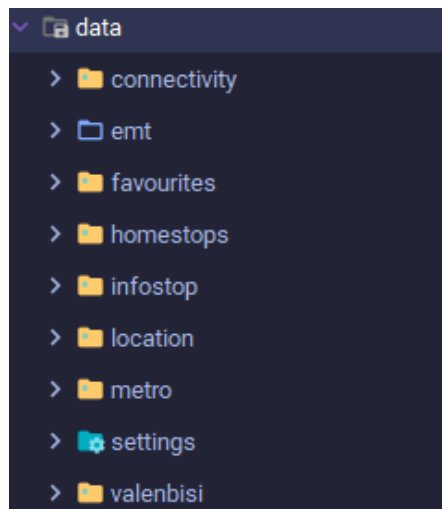 data
connectivity
emt
favourites
homestops
infostop
location
metro
settings
valenbisi